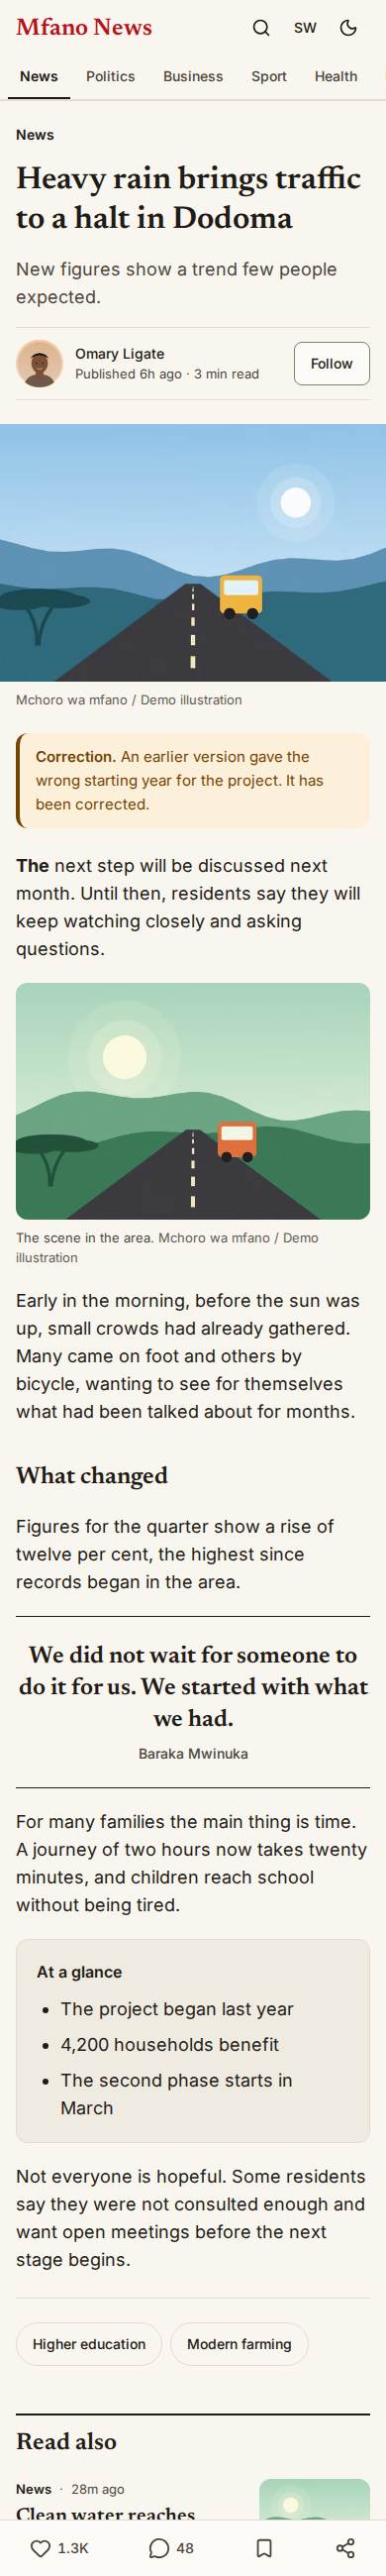 Mfano News
SW
News
Politics
Business
Sport
Health
News
Heavy rain brings traffic
to a halt in Dodoma
New figures show a trend few people
expected.
Omary Ligate
Published 6h ago · 3 min read
Follow
Mchoro wa mfano / Demo illustration
Correction. An earlier version gave the
wrong starting year for the project. It has
been corrected.
The next step will be discussed next
month. Until then, residents say they will
keep watching closely and asking
questions.
The scene in the area. Mchoro wa mfano / Demo
illustration
Early in the morning, before the sun was
up, small crowds had already gathered.
Many came on foot and others by
bicycle, wanting to see for themselves
what had been talked about for months.
What changed
Figures for the quarter show a rise of
twelve per cent, the highest since
records began in the area.
We did not wait for someone to
do it for us. We started with what
we had.
Baraka Mwinuka
For many families the main thing is time.
A journey of two hours now takes twenty
minutes, and children reach school
without being tired.
At a glance
• The project began last year
• 4,200 households benefit
• The second phase starts in
March
Not everyone is hopeful. Some residents
say they were not consulted enough and
want open meetings before the next
stage begins.
Higher education
Modern farming
Read also
News · 28m ago
Clean water reaches
1.3K
48